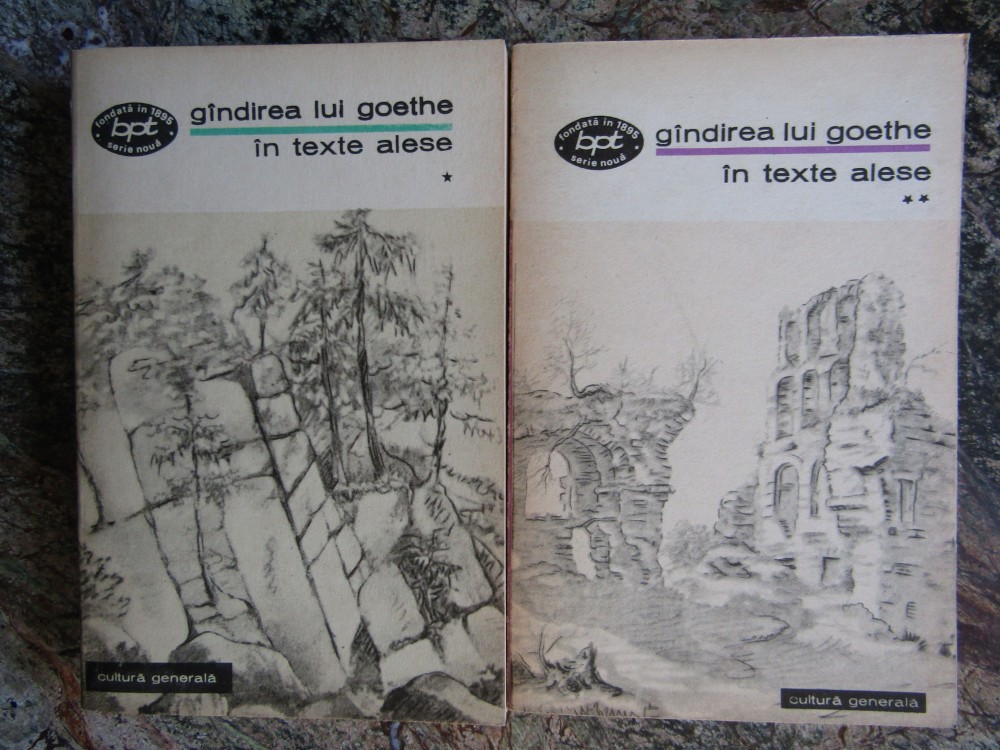 fondată în 1895
bpt
serie nouă
gîndirea lui goethe
în texte alese
*
cultură generală
fondată în 1895
bpt
serie nouă
gîndirea lui goethe
în texte alese
**
cultură generală